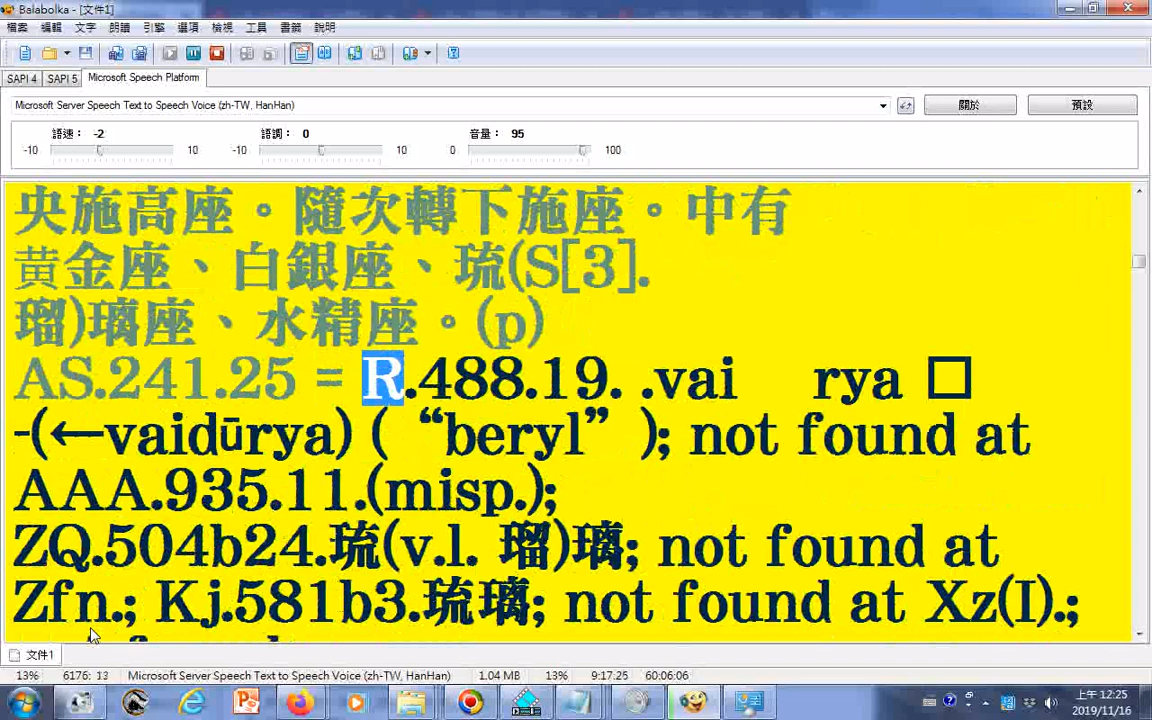 Balabolka - [文件1]
檔案 編輯 文字 朗讀 引擎 選項 檢視 工具 書籤 說明
SAPI 4 SAPI 5 Microsoft Speech Platform
Microsoft Server Speech Text to Speech Voice (zh-TW, HanHan) 關於 預設
語速： -2 語調： 0 音量： 95
-10 10 -10 10 0 100
央施高座。隨次轉下施座。中有
黃金座、白銀座、琉(S[3].
瑠)璃座、水精座。(p)
AS.241.25 = R.488.19. .vai rya □
-(←vaidūrya) (“beryl”); not found at
AAA.935.11.(misp.);
ZQ.504b24.琉(v.l. 瑠)璃; not found at
Zfn.; Kj.581b3.琉璃; not found at Xz(I).;
文件1
13% 6176: 13 Microsoft Server Speech Text to Speech Voice (zh-TW, HanHan) 1.04 MB 13% 9:17:25 60:06:06
上午 12:25
2019/11/16